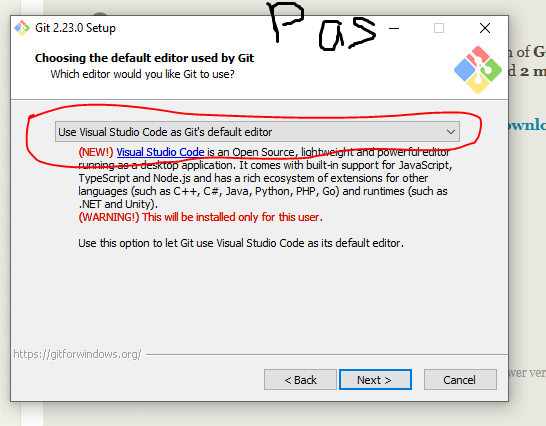 Pas
Git 2.23.0 Setup
Choosing the default editor used by Git
Which editor would you like Git to use?
n of G
d 2 m
ownlo
Use Visual Studio Code as Git's default editor
(NEW!) Visual Studio Code is an Open Source, lightweight and powerful editor
running as a desktop application. It comes with built-in support for JavaScript,
TypeScript and Node.js and has a rich ecosystem of extensions for other
languages (such as C++, C#, Java, Python, PHP, Go) and runtimes (such as
.NET and Unity).
(WARNING!) This will be installed only for this user.
Use this option to let Git use Visual Studio Code as its default editor.
https://gitforwindows.org/
wer ver
< Back
Next >
Cancel